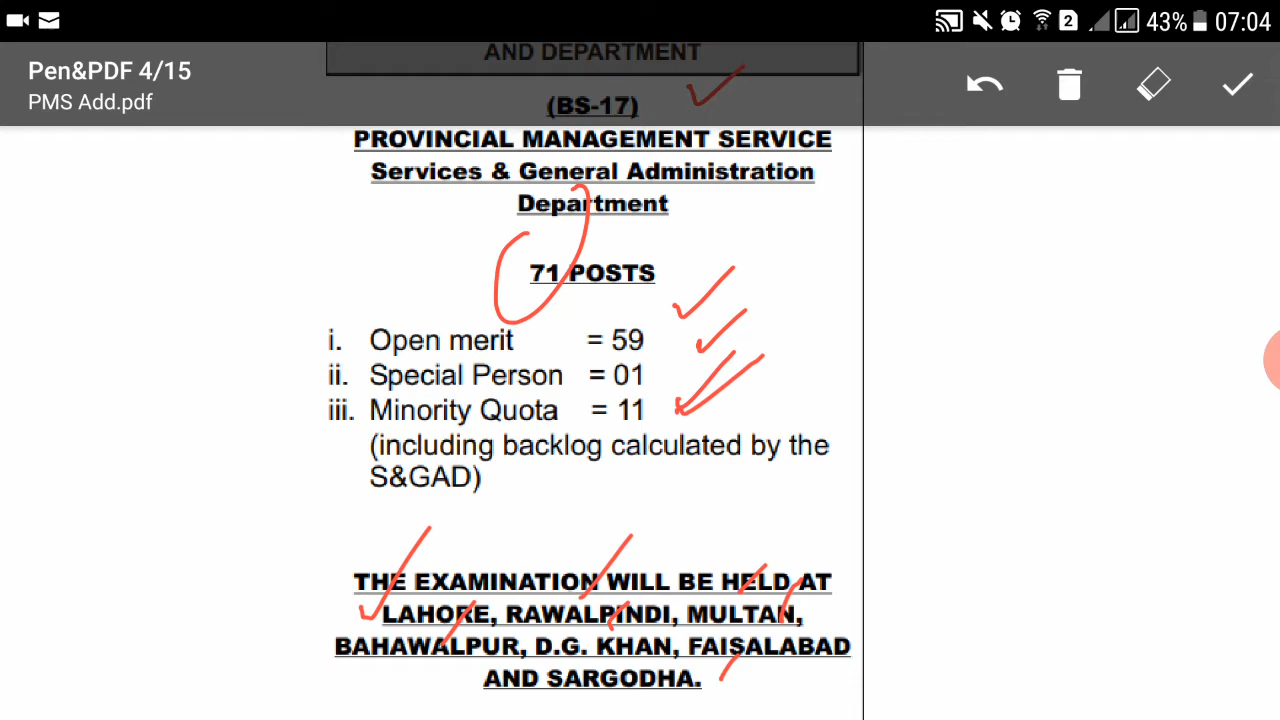 2 43% 07:04
Pen&PDF 4/15
PMS Add.pdf
AND DEPARTMENT
(BS-17)
PROVINCIAL MANAGEMENT SERVICE
Services & General Administration
Department
71 POSTS
i. Open merit = 59
ii. Special Person = 01
iii. Minority Quota = 11
(including backlog calculated by the
S&GAD)
THE EXAMINATION WILL BE HELD AT
LAHORE, RAWALPINDI, MULTAN,
BAHAWALPUR, D.G. KHAN, FAISALABAD
AND SARGODHA.